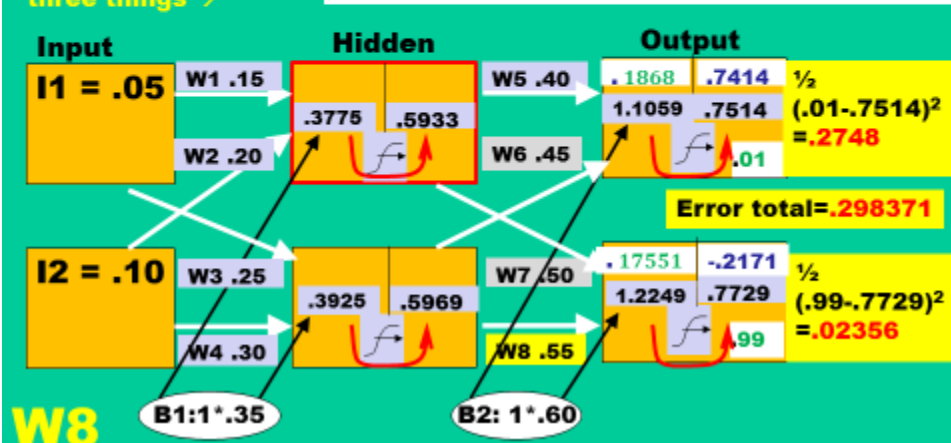 three things
Input
Hidden
Output
I1 = .05
W1 .15
W2 .20
.3775
.5933
W5 .40
W6 .45
.1868
.7414
1.1059
.7514
.01
½
(.01-.7514)²
=.2748
Error total=.298371
I2 = .10
W3 .25
W4 .30
.3925
.5969
W7 .50
W8 .55
.17551
-.2171
1.2249
.7729
.99
½
(.99-.7729)²
=.02356
W8
B1:1*.35
B2: 1*.60